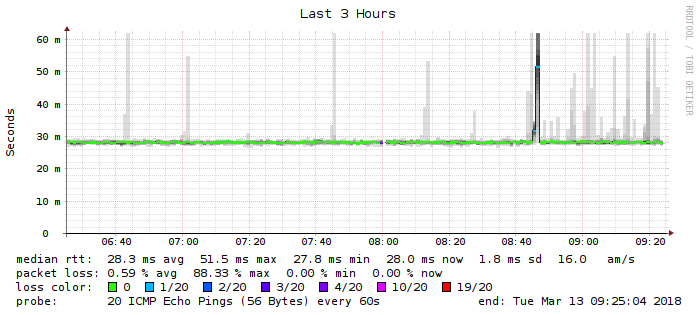 Last 3 Hours
RRDTOOL / TOBI OETIKER
Seconds
60 m
50 m
40 m
30 m
20 m
10 m
0
06:40 07:00 07:20 07:40 08:00 08:20 08:40 09:00 09:20
median rtt: 28.3 ms avg 51.5 ms max 27.8 ms min 28.0 ms now 1.8 ms sd 16.0 am/s
packet loss: 0.59 % avg 88.33 % max 0.00 % min 0.00 % now
loss color: 0 1/20 2/20 3/20 4/20 10/20 19/20
probe: 20 ICMP Echo Pings (56 Bytes) every 60s end: Tue Mar 13 09:25:04 2018